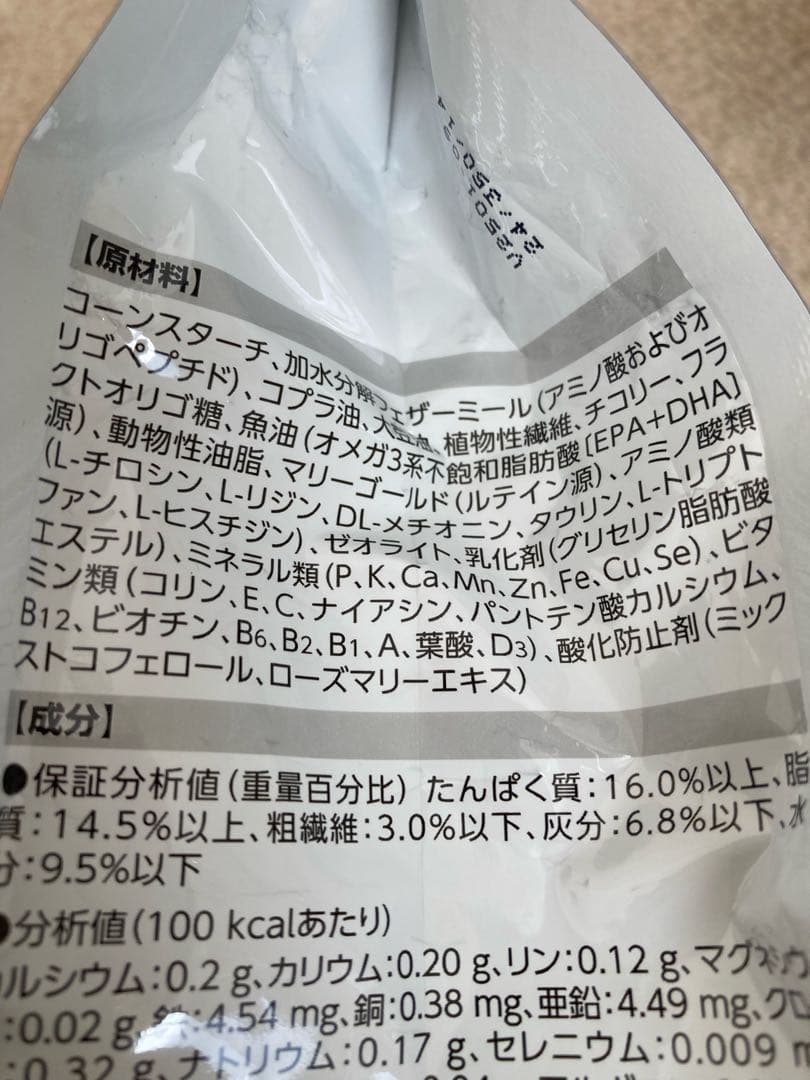 【原材料】
コーンスターチ、加水分解フェザーミール(アミノ酸およびオ
リゴペプチド)、コプラ油、大豆油、植物性繊維、チコリー、フラ
クトオリゴ糖、魚油(オメガ3系不飽和脂肪酸〔EPA+DHA〕
源)、動物性油脂、マリーゴールド(ルテイン源)、アミノ酸類
(L-チロシン、L-リジン、DL-メチオニン、タウリン、L-トリプト
ファン、L-ヒスチジン)、ゼオライト、乳化剤(グリセリン脂肪酸
エステル)、ミネラル類(P、K、Ca、Mn、Zn、Fe、Cu、Se)、ビタ
ミン類(コリン、E、C、ナイアシン、パントテン酸カルシウム、
B12、ビオチン、B6、B2、B1、A、葉酸、D3)、酸化防止剤(ミック
ストコフェロール、ローズマリーエキス)
【成分】
●保証分析値(重量百分比) たんぱく質:16.0%以上、脂
質:14.5%以上、粗繊維:3.0%以下、灰分:6.8%以下、水
分:9.5%以下
●分析値(100 kcalあたり)
ルシウム:0.2 g、カリウム:0.20 g、リン:0.12 g、マグネシウ
:0.02 g、鉄:4.54 mg、銅:0.38 mg、亜鉛:4.49 mg、クロ
:0.32 g、ナトリウム:0.17 g、セレニウム:0.009 m